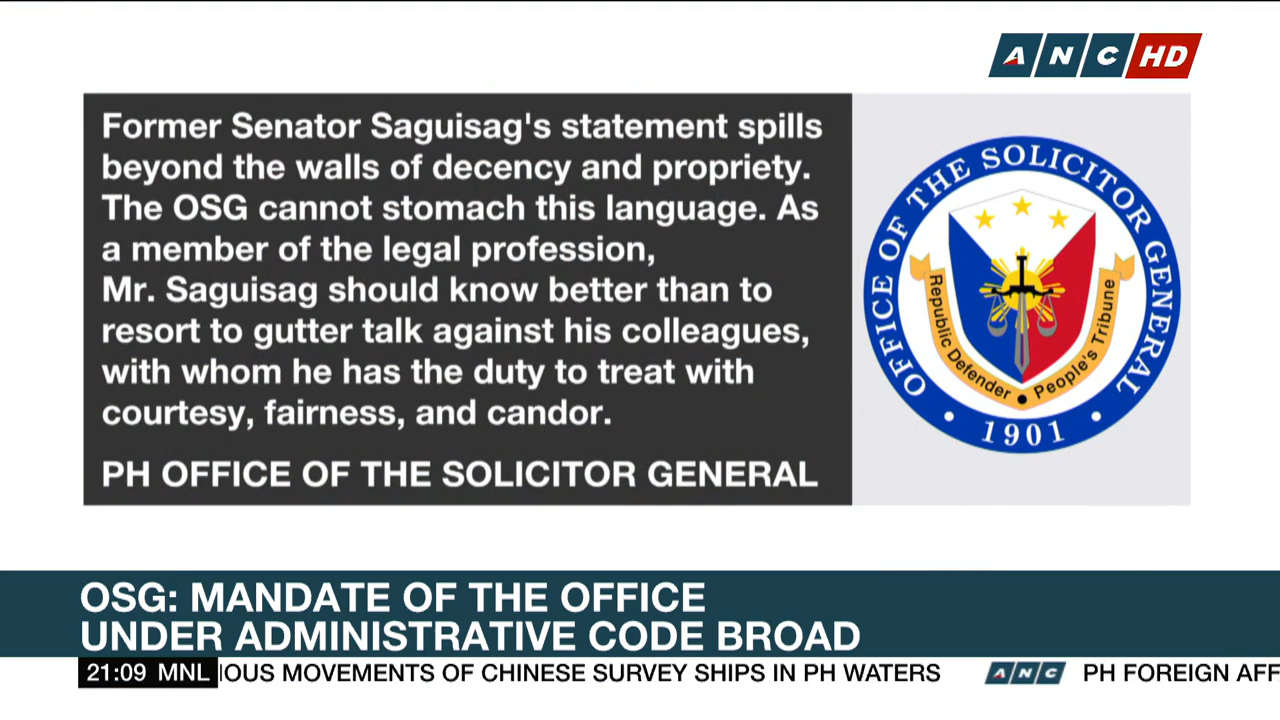 ANC HD
Former Senator Saguisag's statement spills
beyond the walls of decency and propriety.
The OSG cannot stomach this language. As
a member of the legal profession,
Mr. Saguisag should know better than to
resort to gutter talk against his colleagues,
with whom he has the duty to treat with
courtesy, fairness, and candor.
PH OFFICE OF THE SOLICITOR GENERAL
OFFICE OF THE SOLICITOR GENERAL
Republic Defender • People's Tribune
• 1901 •
OSG: MANDATE OF THE OFFICE
UNDER ADMINISTRATIVE CODE BROAD
21:09 MNL IOUS MOVEMENTS OF CHINESE SURVEY SHIPS IN PH WATERS ANC PH FOREIGN AFF